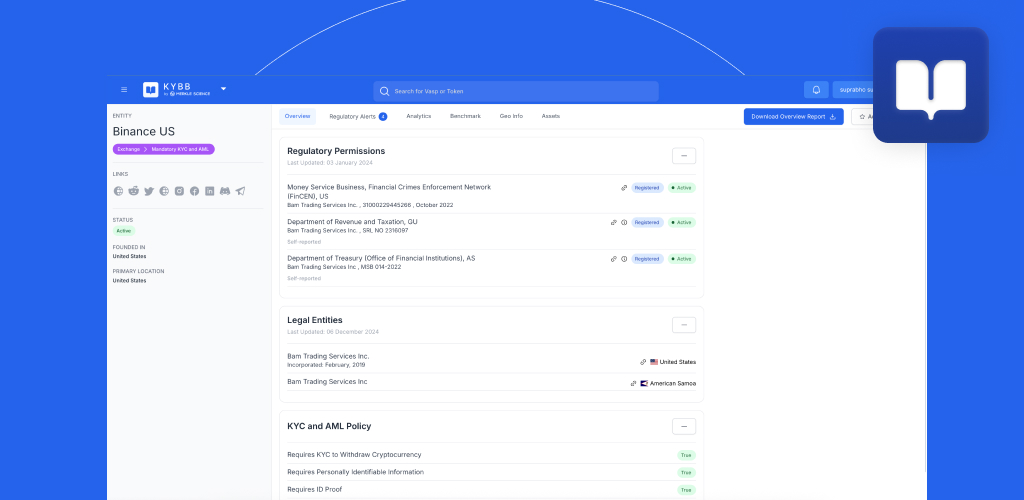 KYBB
by MERKLE SCIENCE
Search for Vasp or Token
ENTITY
Binance US
Exchange > Mandatory KYC and AML
LINKS
STATUS
Active
FOUNDED IN
United States
PRIMARY LOCATION
United States
Overview
Regulatory Alerts 4
Analytics
Benchmark
Geo info
Assets
Download Overview Report
Regulatory Permissions
Last Updated: 03 January 2024
Money Service Business, Financial Crimes Enforcement Network
(FinCEN), US
Bam Trading Services Inc. , 31000229445266 , October 2022
Registered
Active
Department of Revenue and Taxation, GU
Bam Trading Services Inc. , SRL NO 2316097
Self-reported
Registered
Active
Department of Treasury (Office of Financial Institutions), AS
Bam Trading Services Inc , MSB 014-2022
Self-reported
Registered
Active
Legal Entities
Last Updated: 06 December 2024
Bam Trading Services Inc.
Incorporated: February, 2019
United States
Bam Trading Services Inc
American Samoa
KYC and AML Policy
Requires KYC to Withdraw Cryptocurrency
True
Requires Personally Identifiable Information
True
Requires ID Proof
True